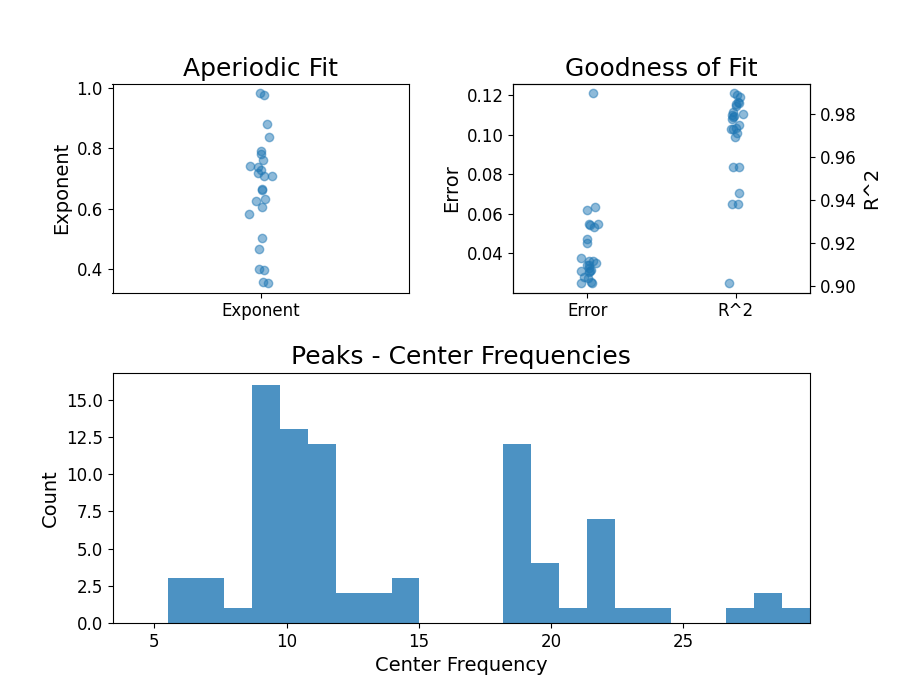 Aperiodic Fit
Exponent
1.0
0.8
0.6
0.4
Exponent
Goodness of Fit
Error
0.12
0.10
0.08
0.06
0.04
0.98
0.96
0.94
0.92
0.90
R^2
Error R^2
Peaks - Center Frequencies
Count
15.0
12.5
10.0
7.5
5.0
2.5
0.0
5 10 15 20 25
Center Frequency